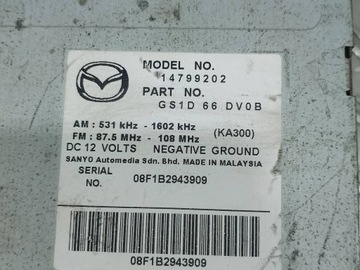 MODEL NO.
14799202
PART NO.
GS1D 66 DV0B
AM : 531 kHz - 1602 kHz
(KA300)
FM : 87.5 MHz - 108 MHz
DC 12 VOLTS NEGATIVE GROUND
SANYO Automedia Sdn. Bhd. MADE IN MALAYSIA
SERIAL
NO.
08F1B2943909
08F1B2943909